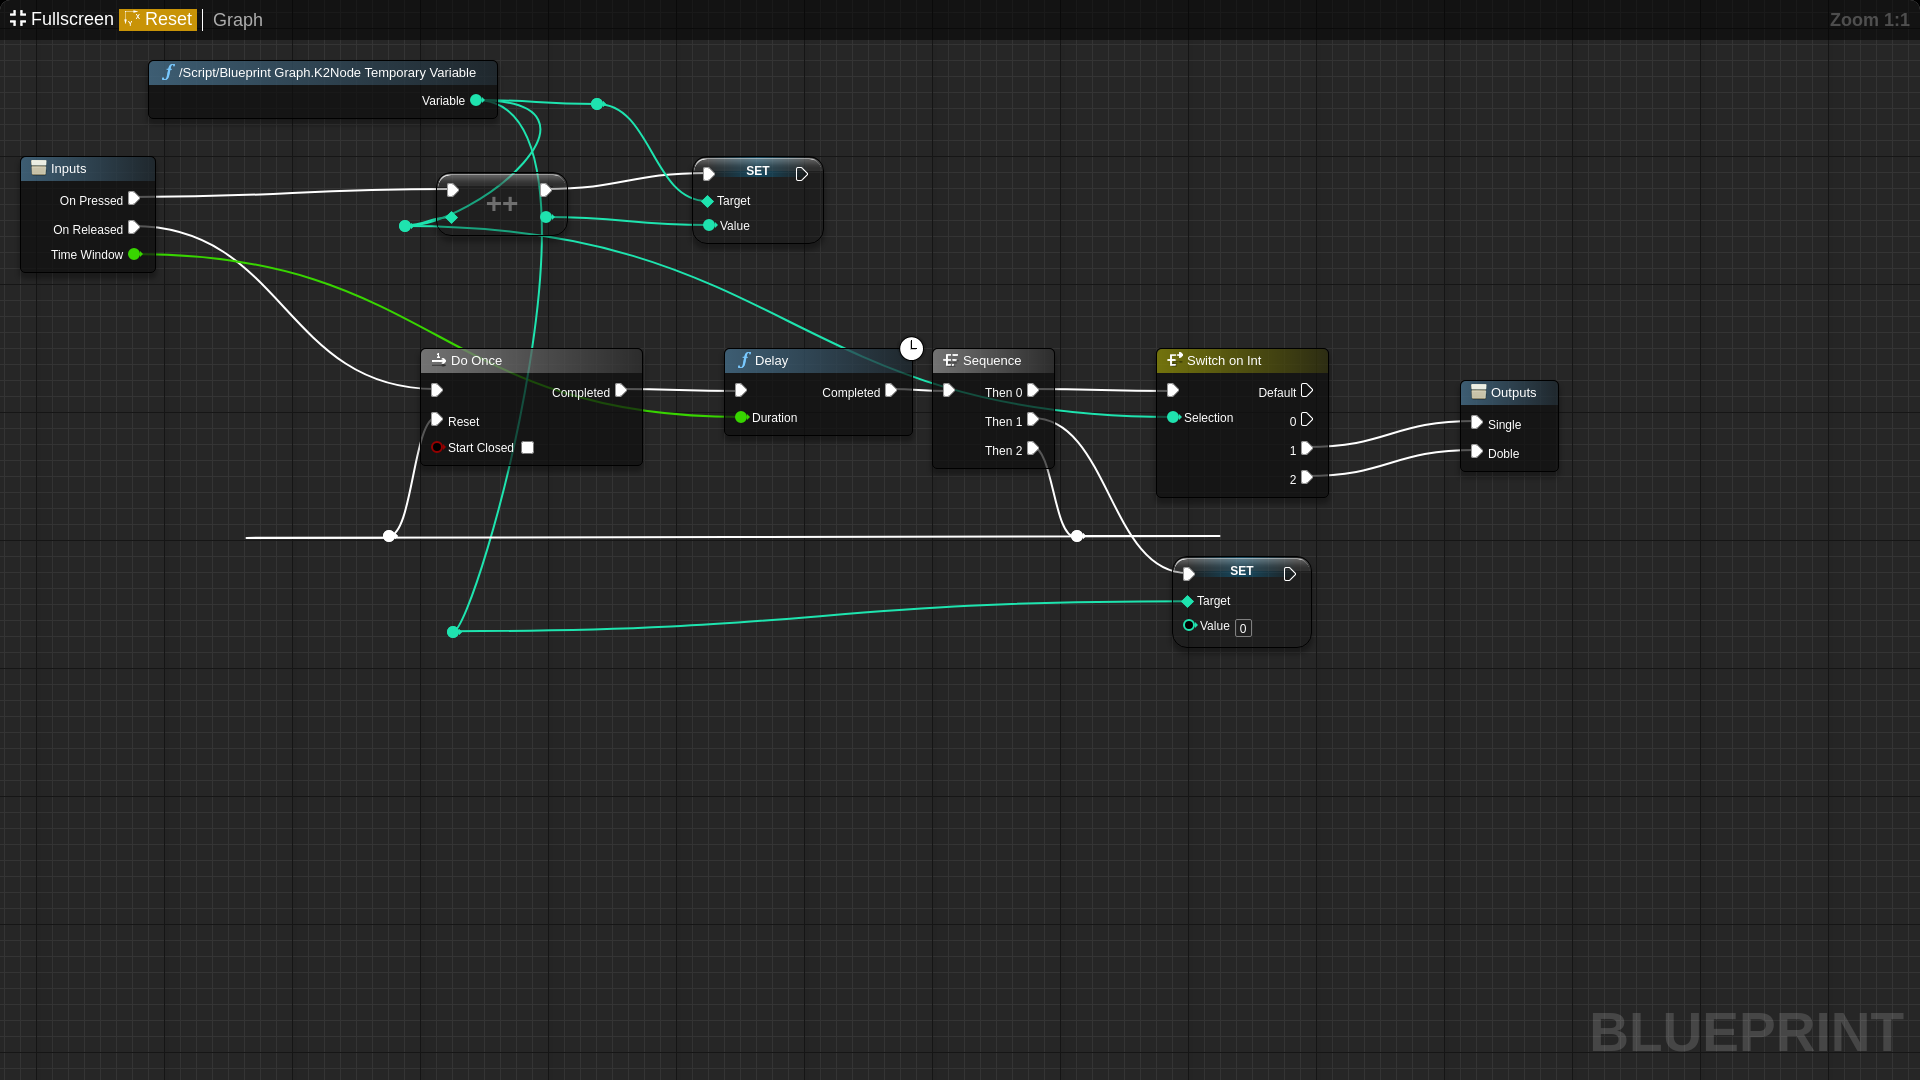 Fullscreen Reset Graph Zoom 1:1
/Script/Blueprint Graph.K2Node Temporary Variable
Variable
Inputs
On Pressed
On Released
Time Window
++
SET
Target
Value
Do Once
Completed
Reset
Start Closed
Delay
Completed
Duration
Sequence
Then 0
Then 1
Then 2
Switch on Int
Default
Selection
0
1
2
Outputs
Single
Doble
SET
Target
Value 0
BLUEPRINT